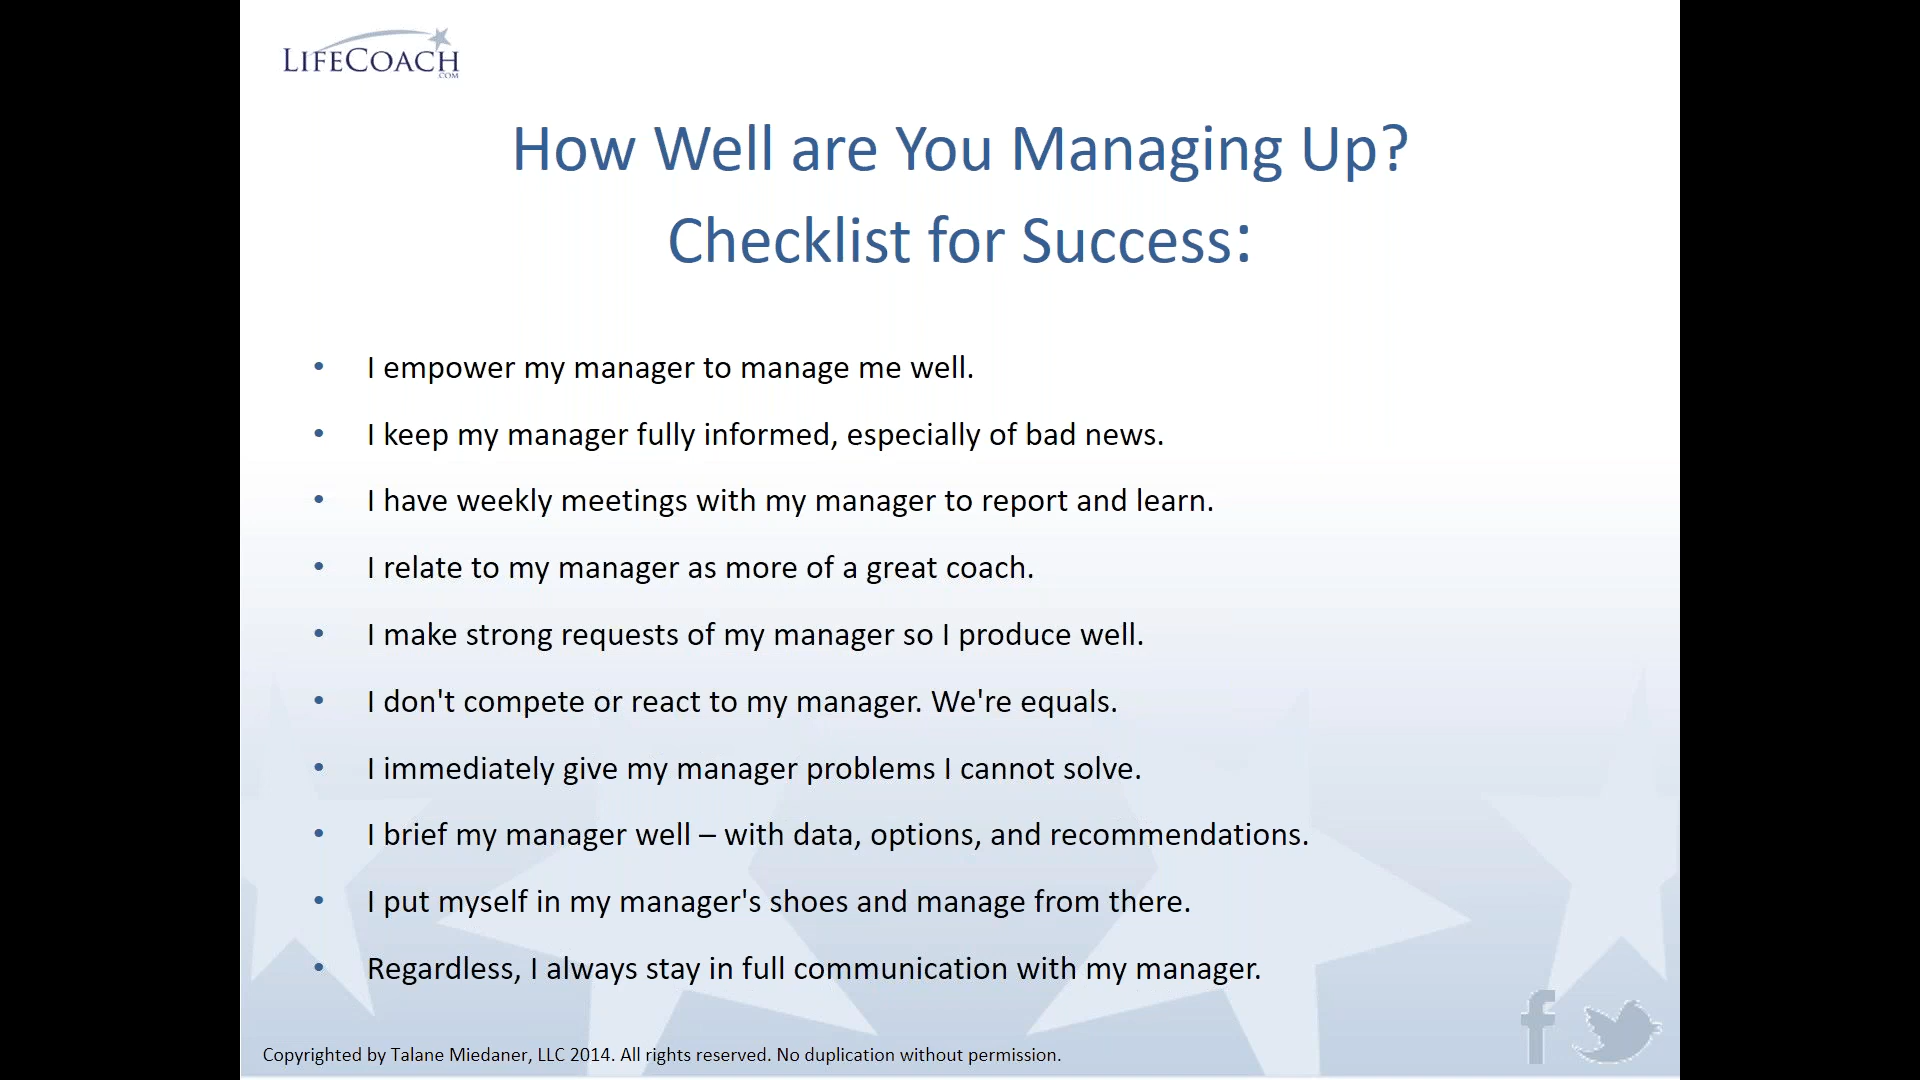 LIFECOACH
.COM
How Well are You Managing Up?
Checklist for Success:
• I empower my manager to manage me well.
• I keep my manager fully informed, especially of bad news.
• I have weekly meetings with my manager to report and learn.
• I relate to my manager as more of a great coach.
• I make strong requests of my manager so I produce well.
• I don't compete or react to my manager. We're equals.
• I immediately give my manager problems I cannot solve.
• I brief my manager well – with data, options, and recommendations.
• I put myself in my manager's shoes and manage from there.
• Regardless, I always stay in full communication with my manager.
Copyrighted by Talane Miedaner, LLC 2014. All rights reserved. No duplication without permission.